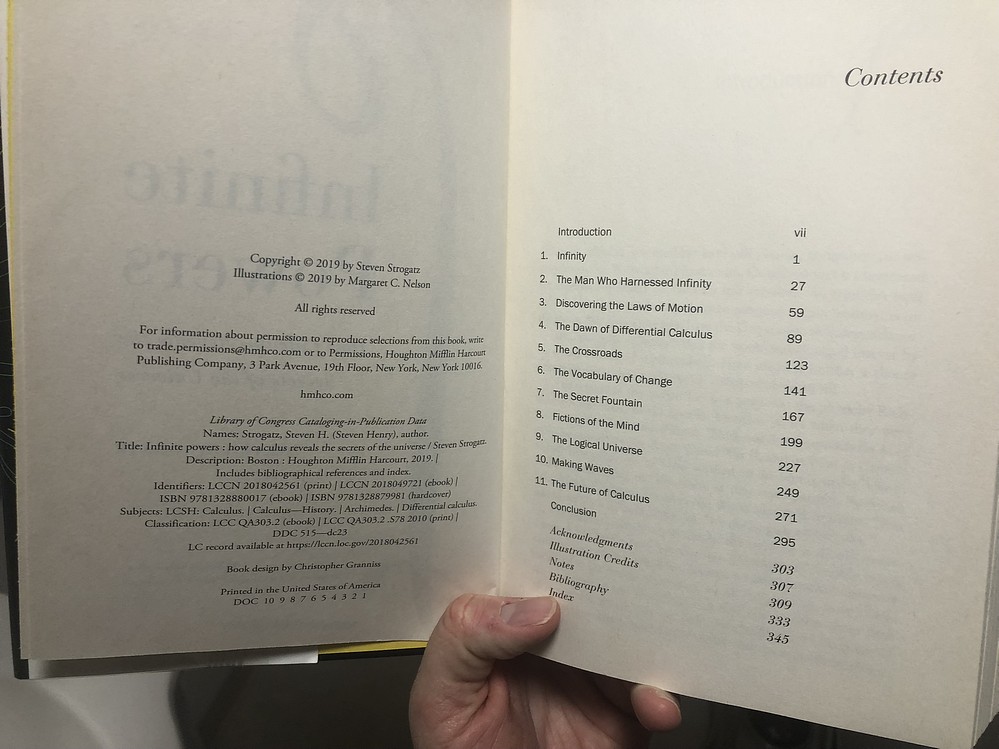 Infinite
Powers
Copyright © 2019 by Steven Strogatz
Illustrations © 2019 by Margaret C. Nelson
All rights reserved
For information about permission to reproduce selections from this book, write
to trade.permissions@hmhco.com or to Permissions, Houghton Mifflin Harcourt
Publishing Company, 3 Park Avenue, 19th Floor, New York, New York 10016.
hmhco.com
Library of Congress Cataloging-in-Publication Data
Names: Strogatz, Steven H. (Steven Henry), author.
Title: Infinite powers : how calculus reveals the secrets of the universe / Steven Strogatz.
Description: Boston : Houghton Mifflin Harcourt, 2019. |
Includes bibliographical references and index.
Identifiers: LCCN 2018042561 (print) | LCCN 2018049721 (ebook) |
ISBN 9781328880017 (ebook) | ISBN 9781328879981 (hardcover)
Subjects: LCSH: Calculus. | Calculus—History. | Archimedes. | Differential calculus.
Classification: LCC QA303.2 (ebook) | LCC QA303.2 .S78 2010 (print) |
DDC 515—dc23
LC record available at https://lccn.loc.gov/2018042561
Book design by Christopher Granniss
Printed in the United States of America
DOC 10 9 8 7 6 5 4 3 2 1
Contents
Introduction vii
1. Infinity 1
2. The Man Who Harnessed Infinity 27
3. Discovering the Laws of Motion 59
4. The Dawn of Differential Calculus 89
5. The Crossroads 123
6. The Vocabulary of Change 141
7. The Secret Fountain 167
8. Fictions of the Mind 199
9. The Logical Universe 227
10. Making Waves 249
11. The Future of Calculus 271
Conclusion 295
Acknowledgments 303
Illustration Credits 307
Notes 309
Bibliography 333
Index 345